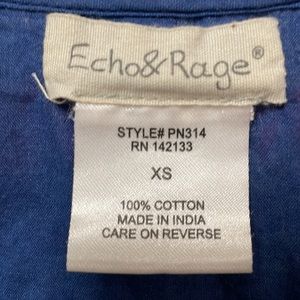 Echo&Rage®
STYLE# PN314
RN 142133
XS
100% COTTON
MADE IN INDIA
CARE ON REVERSE